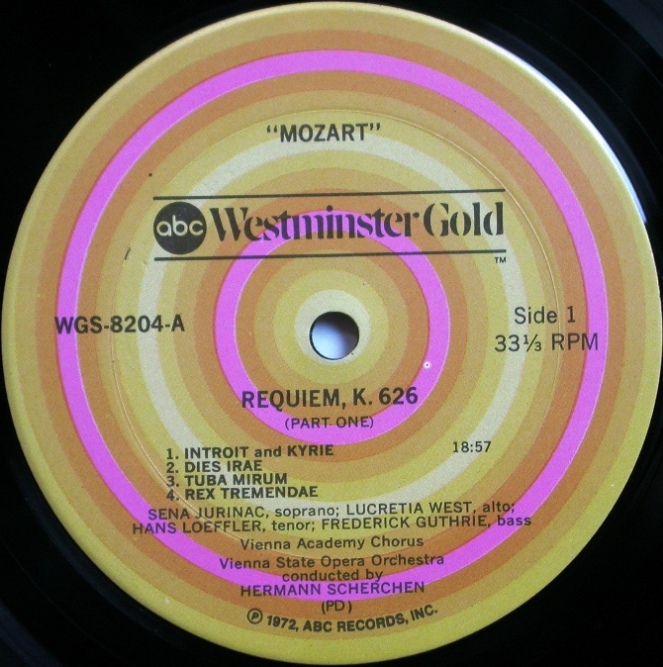 "MOZART"
abc Westminster Gold
TM
WGS-8204-A
Side 1
33⅓ RPM
REQUIEM, K. 626
(PART ONE)
1. INTROIT and KYRIE 18:57
2. DIES IRAE
3. TUBA MIRUM
4. REX TREMENDAE
SENA JURINAC, soprano; LUCRETIA WEST, alto;
HANS LOEFFLER, tenor; FREDERICK GUTHRIE, bass
Vienna Academy Chorus
Vienna State Opera Orchestra
conducted by
HERMANN SCHERCHEN
(PD)
℗ 1972, ABC RECORDS, INC.